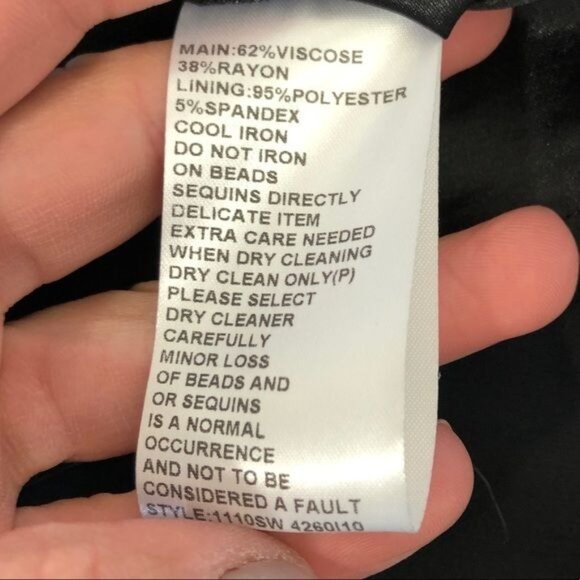 MAIN:62%VISCOSE
38%RAYON
LINING:95%POLYESTER
5%SPANDEX
COOL IRON
DO NOT IRON
ON BEADS
SEQUINS DIRECTLY
DELICATE ITEM
EXTRA CARE NEEDED
WHEN DRY CLEANING
DRY CLEAN ONLY(P)
PLEASE SELECT
DRY CLEANER
CAREFULLY
MINOR LOSS
OF BEADS AND
OR SEQUINS
IS A NORMAL
OCCURRENCE
AND NOT TO BE
CONSIDERED A FAULT
STYLE:1110SW